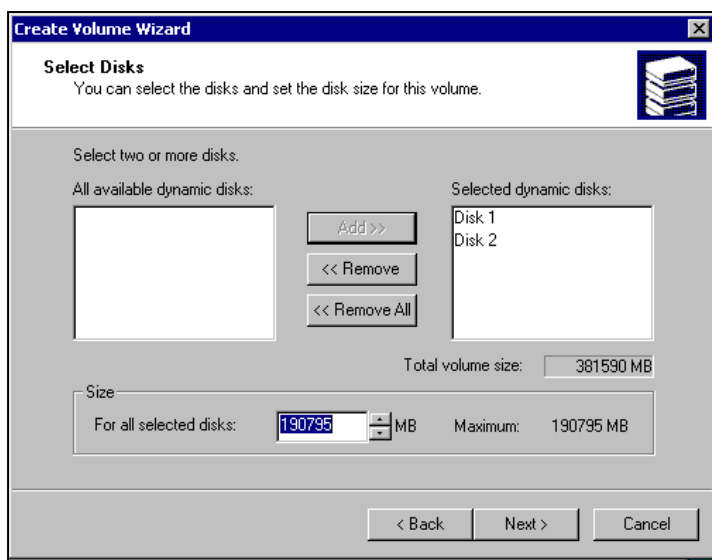 Create Volume Wizard
Select Disks
You can select the disks and set the disk size for this volume.
Select two or more disks.
All available dynamic disks:
Selected dynamic disks:
Add >>
<< Remove
<< Remove All
Disk 1
Disk 2
Total volume size: 381590 MB
Size
For all selected disks: 190795 MB Maximum: 190795 MB
< Back Next > Cancel